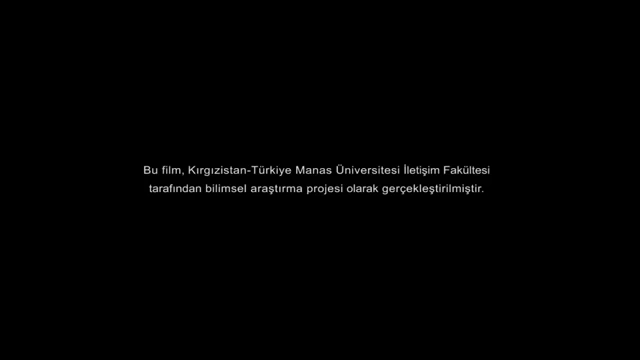 Bu film, Kırgızistan-Türkiye Manas Üniversitesi İletişim Fakültesi
tarafından bilimsel araştırma projesi olarak gerçekleştirilmiştir.